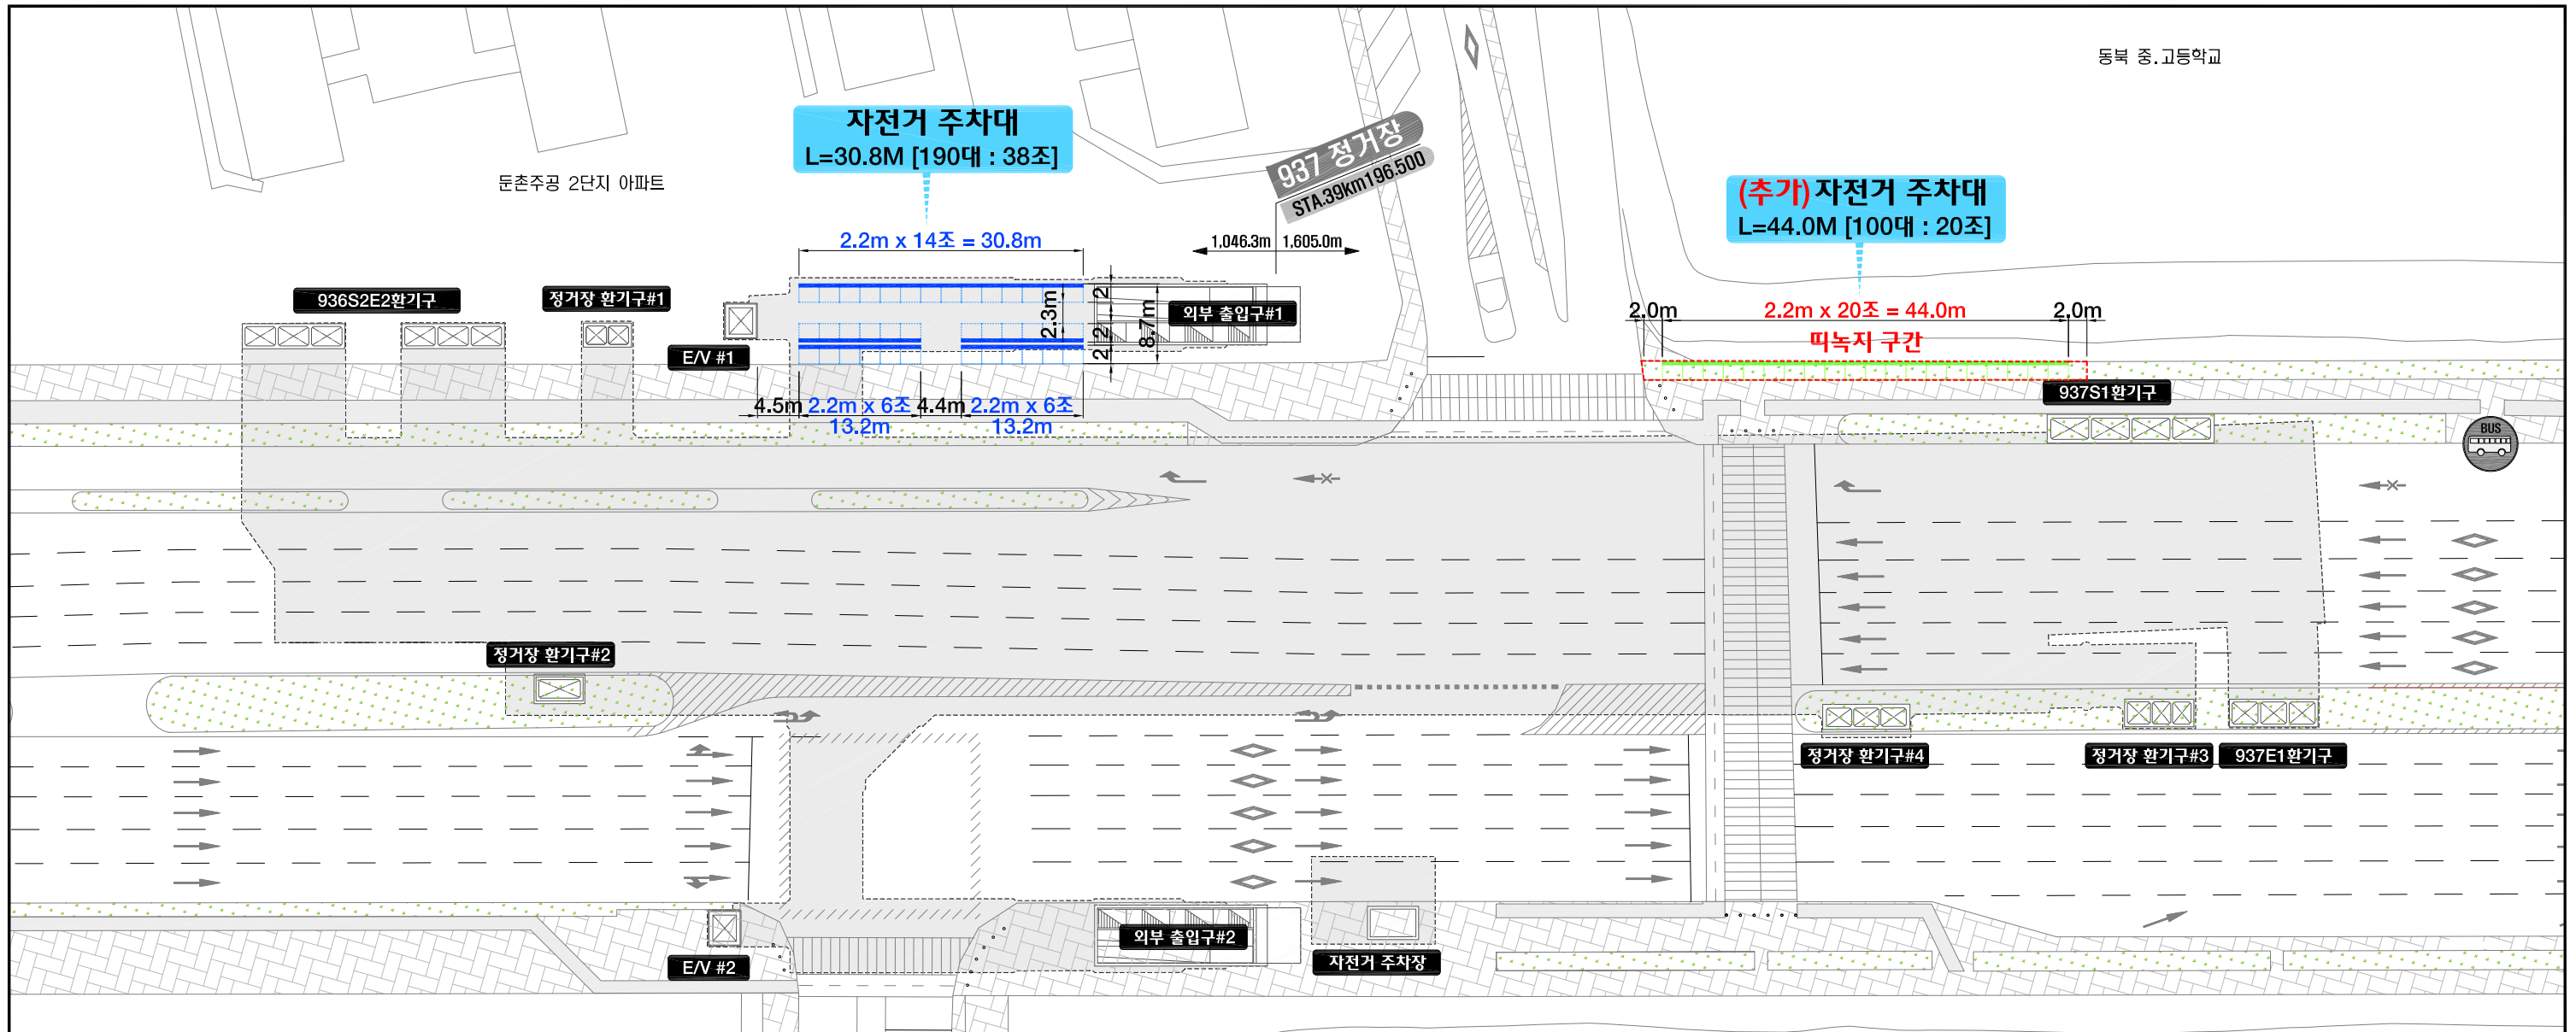 동북 중.고등학교
자전거 주차대
L=30.8M [190대 : 38조]
937 정거장
STA.39km196.500
둔촌주공 2단지 아파트
(추가) 자전거 주차대
L=44.0M [100대 : 20조]
2.2m x 14조 = 30.8m
1,046.3m 1,605.0m
936S2E2환기구
정거장 환기구#1
2
2.3m
8.7m
2
2
외부 출입구#1
2.0m
2.2m x 20조 = 44.0m
2.0m
띠녹지 구간
E/V #1
937S1환기구
4.5m
2.2m x 6조
13.2m
4.4m
2.2m x 6조
13.2m
BUS
정거장 환기구#2
정거장 환기구#4
정거장 환기구#3
937E1환기구
외부 출입구#2
E/V #2
자전거 주차장